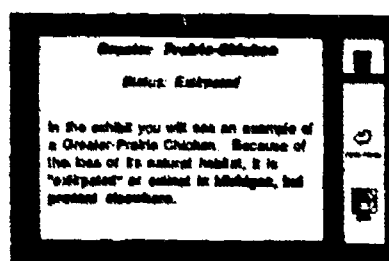 Greater Prairie-Chicken
Status: Extirpated
In the exhibit you will see an example of
a Greater-Prairie Chicken. Because of
the loss of its natural habitat, it is
"extirpated" or extinct in Michigan, but
present elsewhere.